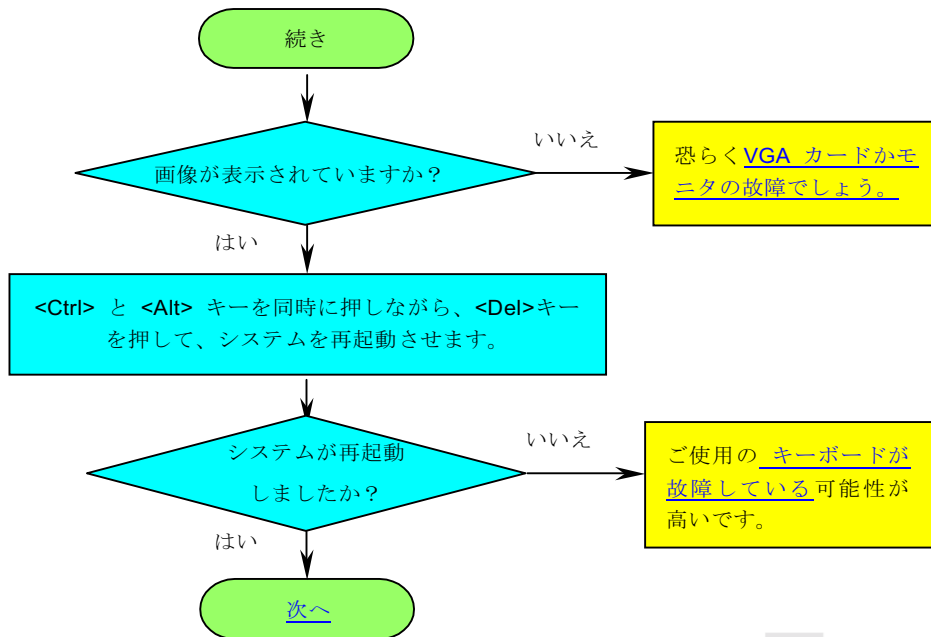 続き
画像が表示されていますか？
いいえ
恐らくVGA カードかモ
ニタの故障でしょう。
はい
<Ctrl> と <Alt> キーを同時に押しながら、<Del>キー
を押して、システムを再起動させます。
システムが再起動
しましたか？
いいえ
ご使用の キーボードが
故障している可能性が
高いです。
はい
次へ